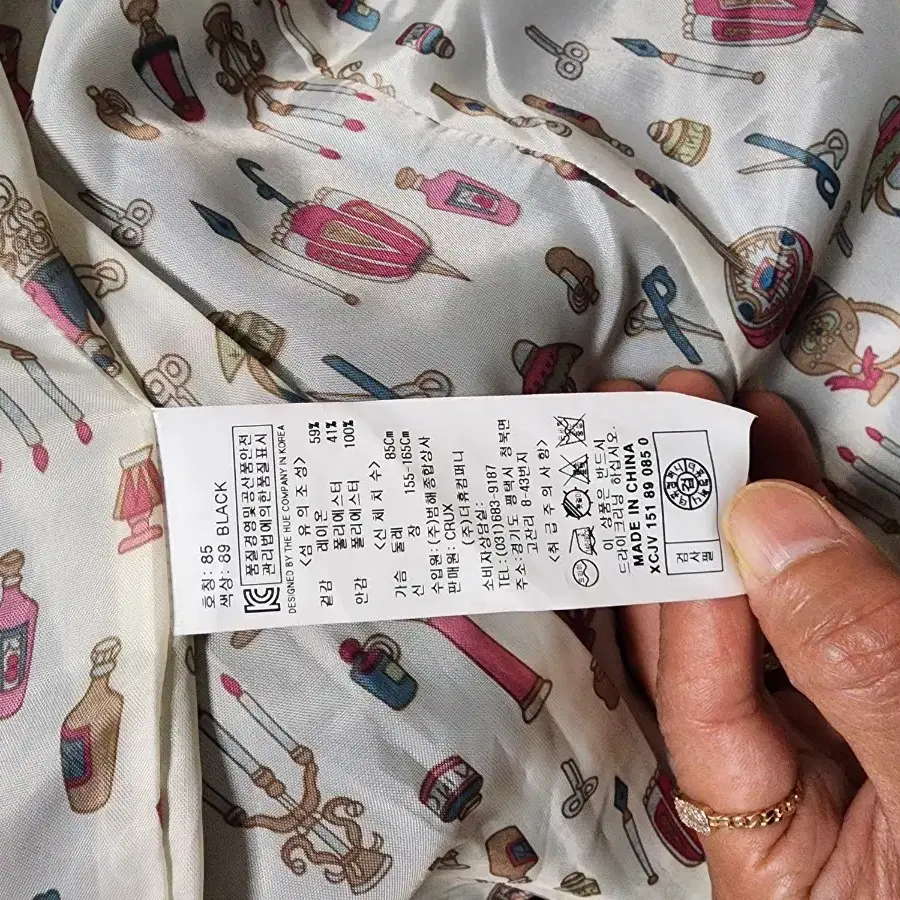 호칭: 85
색상: 89 BLACK
품질경영및공산품안전
관리법에의한품질표시
DESIGNED BY THE HUE COMPANY IN KOREA
<섬유의 조성>
겉감 레이온 59%
폴리에스터 41%
안감 폴리에스터 100%
<신체치수>
가슴둘레 85Cm
신장 155-165Cm
수입원: (주)번해종합상사
판매원: CRUX (주)더휴컴퍼니
소비자상담실:
TEL: (031)683-9187
주소: 경기도 평택시 청북면
고잔리 8-43번지
<취급 주의 사항>
이 상품은 반드시
드라이크리닝 하십시오.
MADE IN CHINA
XCJV 151 89 085 0
검사필